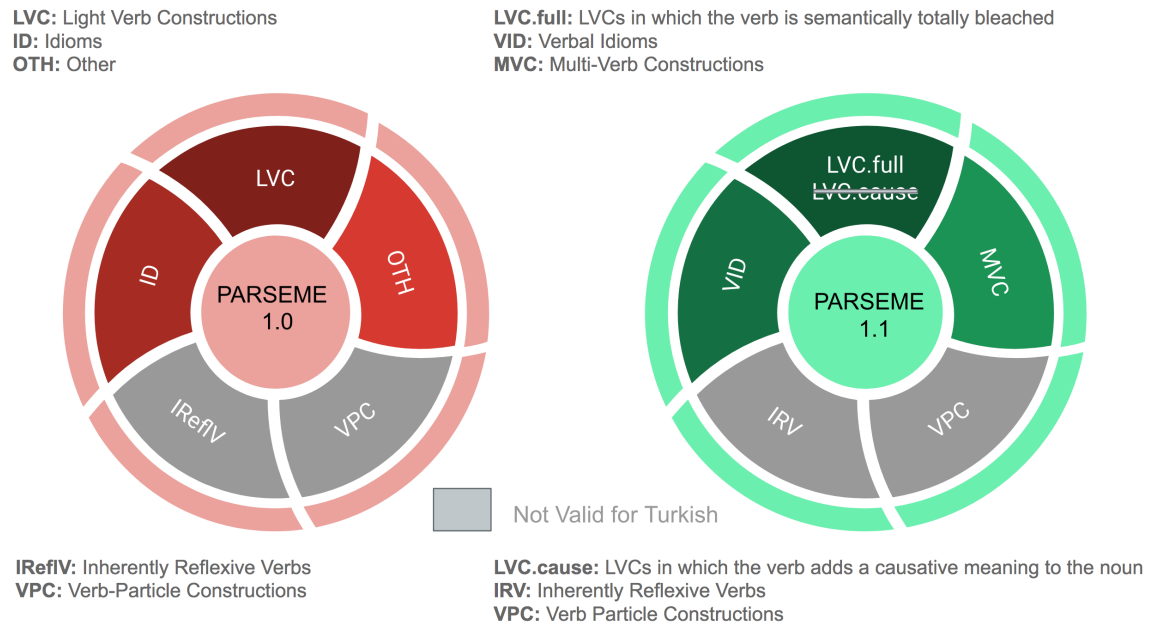 LVC: Light Verb Constructions
ID: Idioms
OTH: Other
LVC.full: LVCs in which the verb is semantically totally bleached
VID: Verbal Idioms
MVC: Multi-Verb Constructions
LVC
OTH
ID
PARSEME
1.0
IReflV
VPC
LVC.full
LVC.cause
MVC
VID
PARSEME
1.1
IRV
VPC
Not Valid for Turkish
IReflV: Inherently Reflexive Verbs
VPC: Verb-Particle Constructions
LVC.cause: LVCs in which the verb adds a causative meaning to the noun
IRV: Inherently Reflexive Verbs
VPC: Verb Particle Constructions